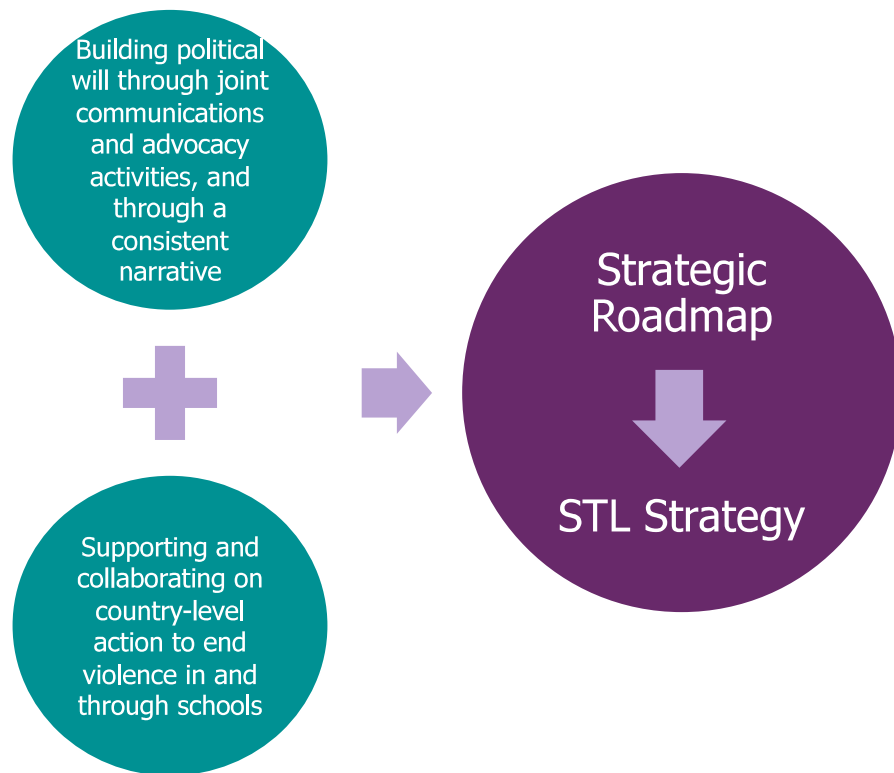 Building political
will through joint
communications
and advocacy
activities, and
through a
consistent
narrative
Supporting and
collaborating on
country-level
action to end
violence in and
through schools
Strategic
Roadmap
STL Strategy